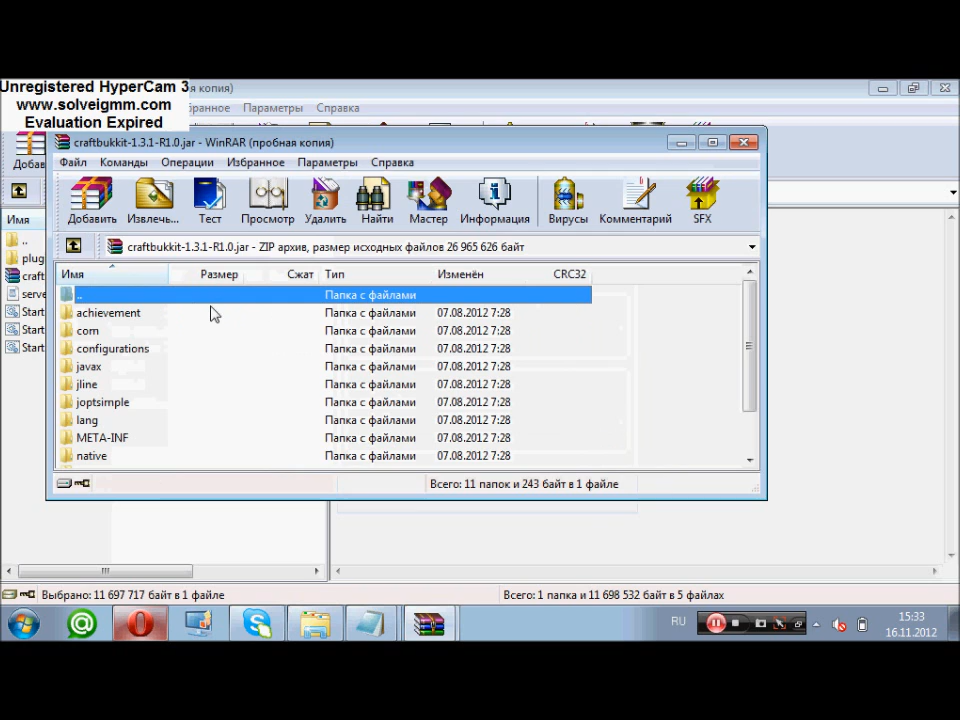 Unregistered HyperCam 3
www.solveigmm.com
Evaluation Expired
я копия)
ранное Параметры Справка
Добав
craftbukkit-1.3.1-R1.0.jar - WinRAR (пробная копия)
Файл Команды Операции Избранное Параметры Справка
Добавить Извлечь... Тест Просмотр Удалить Найти Мастер Информация Вирусы Комментарий SFX
craftbukkit-1.3.1-R1.0.jar - ZIP архив, размер исходных файлов 26 965 626 байт
Имя Размер Сжат Тип Изменён CRC32
.. Папка с файлами
achievement Папка с файлами 07.08.2012 7:28
com Папка с файлами 07.08.2012 7:28
configurations Папка с файлами 07.08.2012 7:28
javax Папка с файлами 07.08.2012 7:28
jline Папка с файлами 07.08.2012 7:28
joptsimple Папка с файлами 07.08.2012 7:28
lang Папка с файлами 07.08.2012 7:28
META-INF Папка с файлами 07.08.2012 7:28
native Папка с файлами 07.08.2012 7:28
Всего: 11 папок и 243 байт в 1 файле
Имя
..
plug
craft
serve
Start
Start
Start
Выбрано: 11 697 717 байт в 1 файле
Всего: 1 папка и 11 698 532 байт в 5 файлах
RU
15:33
16.11.2012